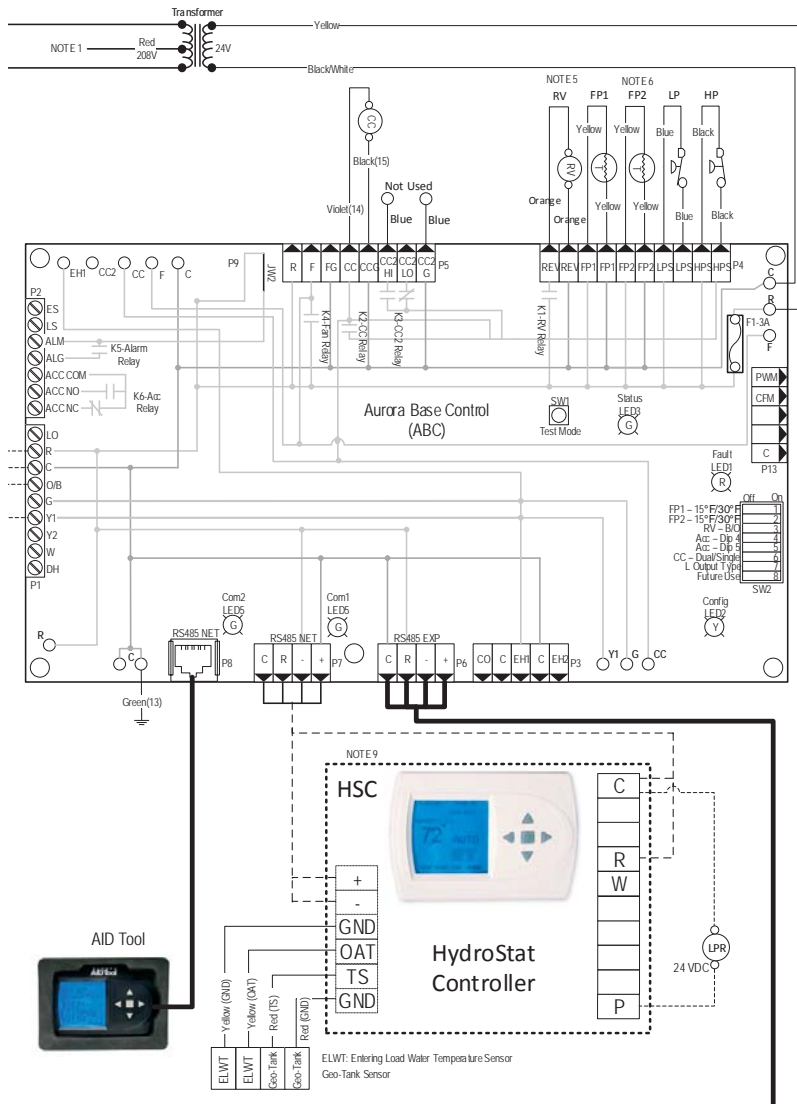 Transformer
Yellow
NOTE 1
Red
208V
24V
Black/White
NOTE 5
NOTE 6
RV
FP1
FP2
LP
HP
CC
Yellow
Yellow
Blue
Black
Black(15)
RV
T
T
Not Used
Violet(14)
Blue
Blue
Orange
Orange
Yellow
Yellow
Blue
Black
EH1
CC2
CC
F
C
P9
JW2
R
F
FG
CC
CCG
CC2 HI
CC2 LO
CC2 G
P5
REV
REV
FP1
FP1
FP2
FP2
LPS
LPS
HPS
HPS
P4
C
R
F1-3A
F
P2
ES
LS
ALM
ALG
ACC COM
ACC NO
ACC NC
K5-Alarm
Relay
K6-Acc
Relay
K4-Fan Relay
K2-CC Relay
K3-CC2 Relay
K1-RV Relay
Aurora Base Control
(ABC)
SW1
Test Mode
Status
LED3
G
PWM
CFM
C
P13
LO
R
C
O/B
G
Y1
Y2
W
DH
P1
Fault
LED1
R
Off
On
FP1 – 15°F/30°F
1
FP2 – 15°F/30°F
2
RV – B/O
3
Acc – Dip 4
4
Acc – Dip 5
5
CC – Dual/Single
6
L Output Type
7
Future Use
8
SW2
Config
LED2
Y
Com2
LED5
G
Com1
LED5
G
R
C
RS485 NET
P8
RS485 NET
C
R
-
+
P7
RS485 EXP
C
R
-
+
P6
CO
C
EH1
C
EH2
P3
Y1
G
CC
Green(13)
NOTE 9
HSC
72°
AUTO
C
R
W
P
+
-
GND
OAT
TS
GND
HydroStat
Controller
LPR
24 VDC
AID Tool
Yellow (GND)
Yellow (OAT)
Red (TS)
Red (GND)
ELWT
ELWT
Geo-Tank
Geo-Tank
ELWT: Entering Load Water Temperature Sensor
Geo-Tank Sensor